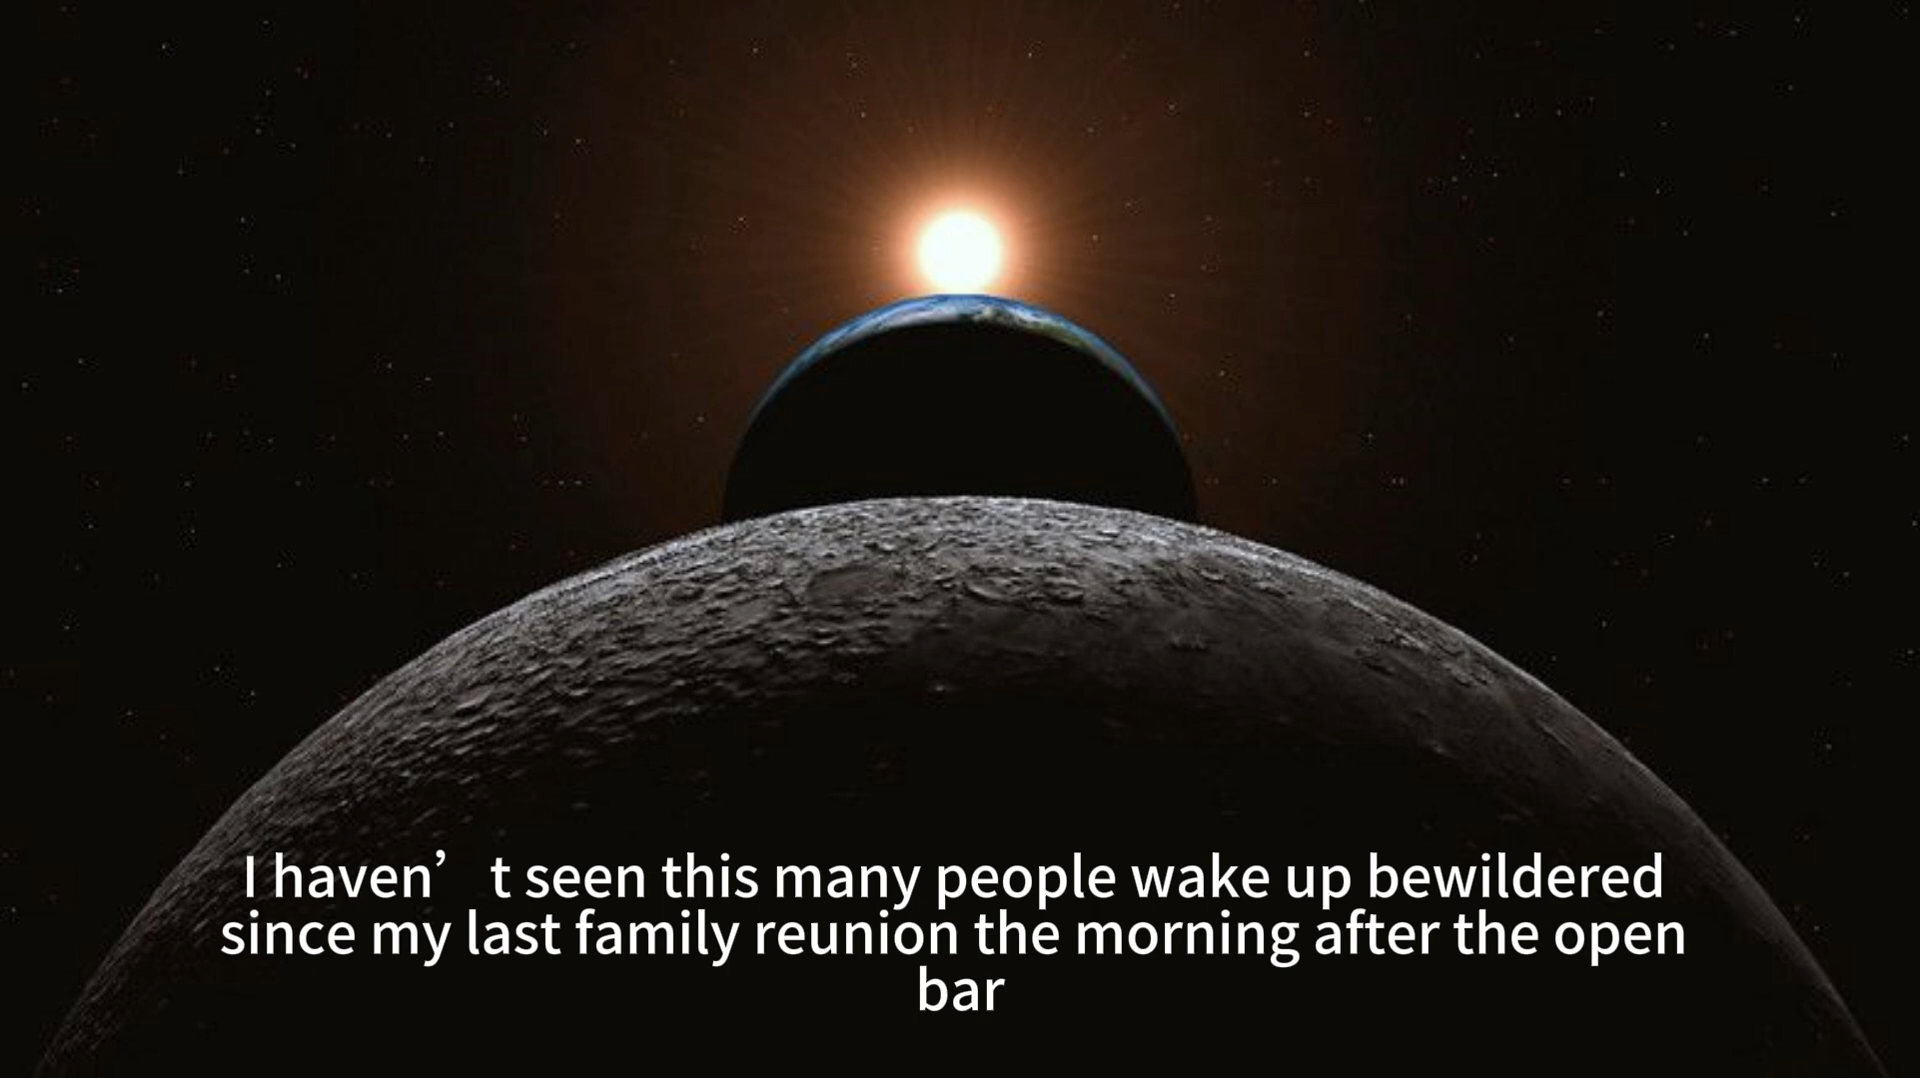 I haven’t seen this many people wake up bewildered
since my last family reunion the morning after the open
bar